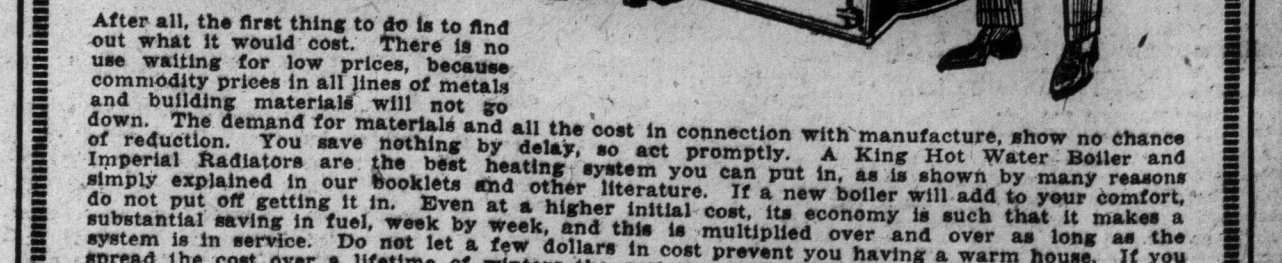 After all, the first thing to do is to find
out what it would cost. There is no
use waiting for low prices, because
commodity prices in all lines of metals
and building materials will not go
down. The demand for materials and all the cost in connection with manufacture, show no chance
of reduction. You save nothing by delay, so act promptly. A King Hot Water Boiler and
Imperial Radiators are the best heating system you can put in, as is shown by many reasons
simply explained in our booklets and other literature. If a new boiler will add to your comfort,
do not put off getting it in. Even at a higher initial cost, its economy is such that it makes a
substantial saving in fuel, week by week, and this is multiplied over and over as long as the
system is in service. Do not let a few dollars in cost prevent you having a warm house. If you
spread the cost over a lifetime of winters the